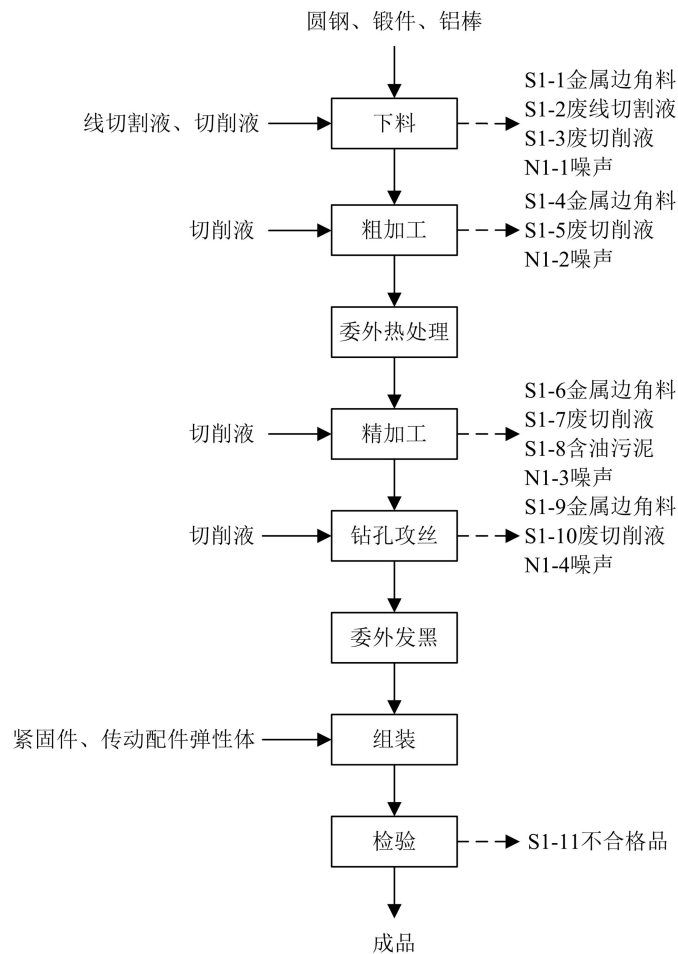 圆钢、锻件、铝棒
线切割液、切削液
下料
S1-1金属边角料
S1-2废线切割液
S1-3废切削液
N1-1噪声
切削液
粗加工
S1-4金属边角料
S1-5废切削液
N1-2噪声
委外热处理
切削液
精加工
S1-6金属边角料
S1-7废切削液
S1-8含油污泥
N1-3噪声
切削液
钻孔攻丝
S1-9金属边角料
S1-10废切削液
N1-4噪声
委外发黑
紧固件、传动配件弹性体
组装
检验
S1-11不合格品
成品